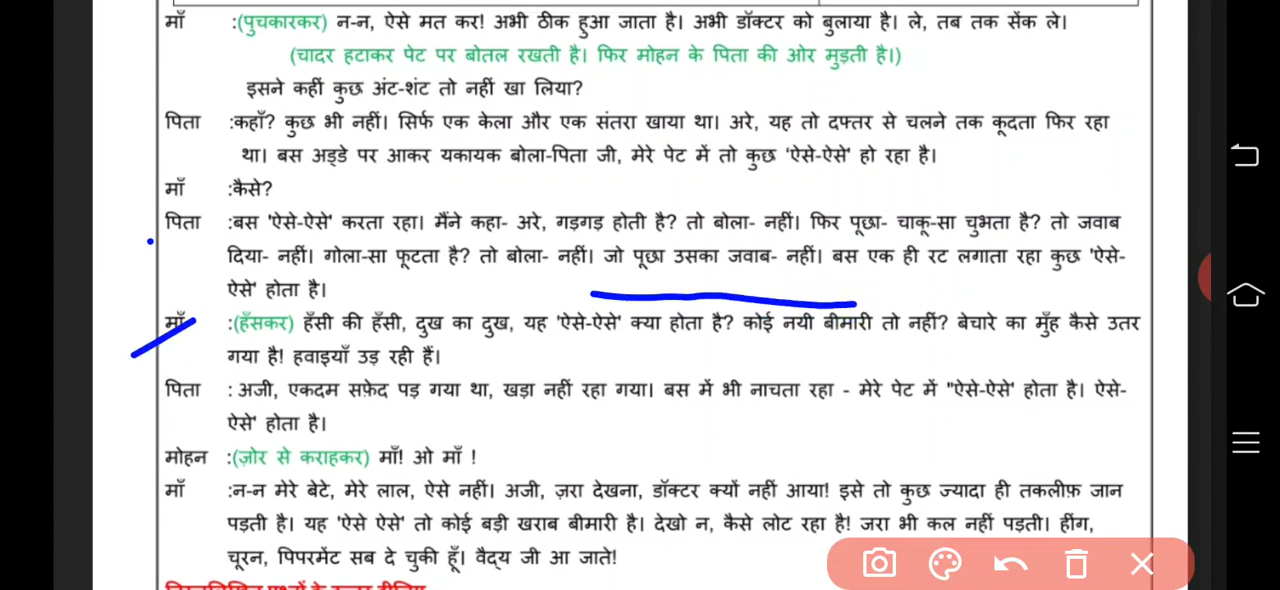 माँ :(पुचकारकर) न-न, ऐसे मत कर! अभी ठीक हुआ जाता है। अभी डॉक्टर को बुलाया है। ले, तब तक सेंक ले।
(चादर हटाकर पेट पर बोतल रखती है। फिर मोहन के पिता की ओर मुड़ती है।)
इसने कहीं कुछ अंट-शंट तो नहीं खा लिया?
पिता :कहाँ? कुछ भी नहीं। सिर्फ एक केला और एक संतरा खाया था। अरे, यह तो दफ्तर से चलने तक कूदता फिर रहा
था। बस अड्डे पर आकर यकायक बोला-पिता जी, मेरे पेट में तो कुछ 'ऐसे-ऐसे' हो रहा है।
माँ :कैसे?
पिता :बस 'ऐसे-ऐसे' करता रहा। मैंने कहा- अरे, गड़गड़ होती है? तो बोला- नहीं। फिर पूछा- चाकू-सा चुभता है? तो जवाब
दिया- नहीं। गोला-सा फूटता है? तो बोला- नहीं। जो पूछा उसका जवाब- नहीं। बस एक ही रट लगाता रहा कुछ 'ऐसे-
ऐसे' होता है।
माँ :(हँसकर) हँसी की हँसी, दुख का दुख, यह 'ऐसे-ऐसे' क्या होता है? कोई नयी बीमारी तो नहीं? बेचारे का मुँह कैसे उतर
गया है! हवाइयाँ उड़ रही हैं।
पिता : अजी, एकदम सफ़ेद पड़ गया था, खड़ा नहीं रहा गया। बस में भी नाचता रहा - मेरे पेट में "ऐसे-ऐसे' होता है। ऐसे-
ऐसे' होता है।
मोहन :(ज़ोर से कराहकर) माँ! ओ माँ !
माँ :न-न मेरे बेटे, मेरे लाल, ऐसे नहीं। अजी, ज़रा देखना, डॉक्टर क्यों नहीं आया! इसे तो कुछ ज्यादा ही तकलीफ़ जान
पड़ती है। यह 'ऐसे ऐसे' तो कोई बड़ी खराब बीमारी है। देखो न, कैसे लोट रहा है! जरा भी कल नहीं पड़ती। हींग,
चूरन, पिपरमेंट सब दे चुकी हूँ। वैद्य जी आ जाते!